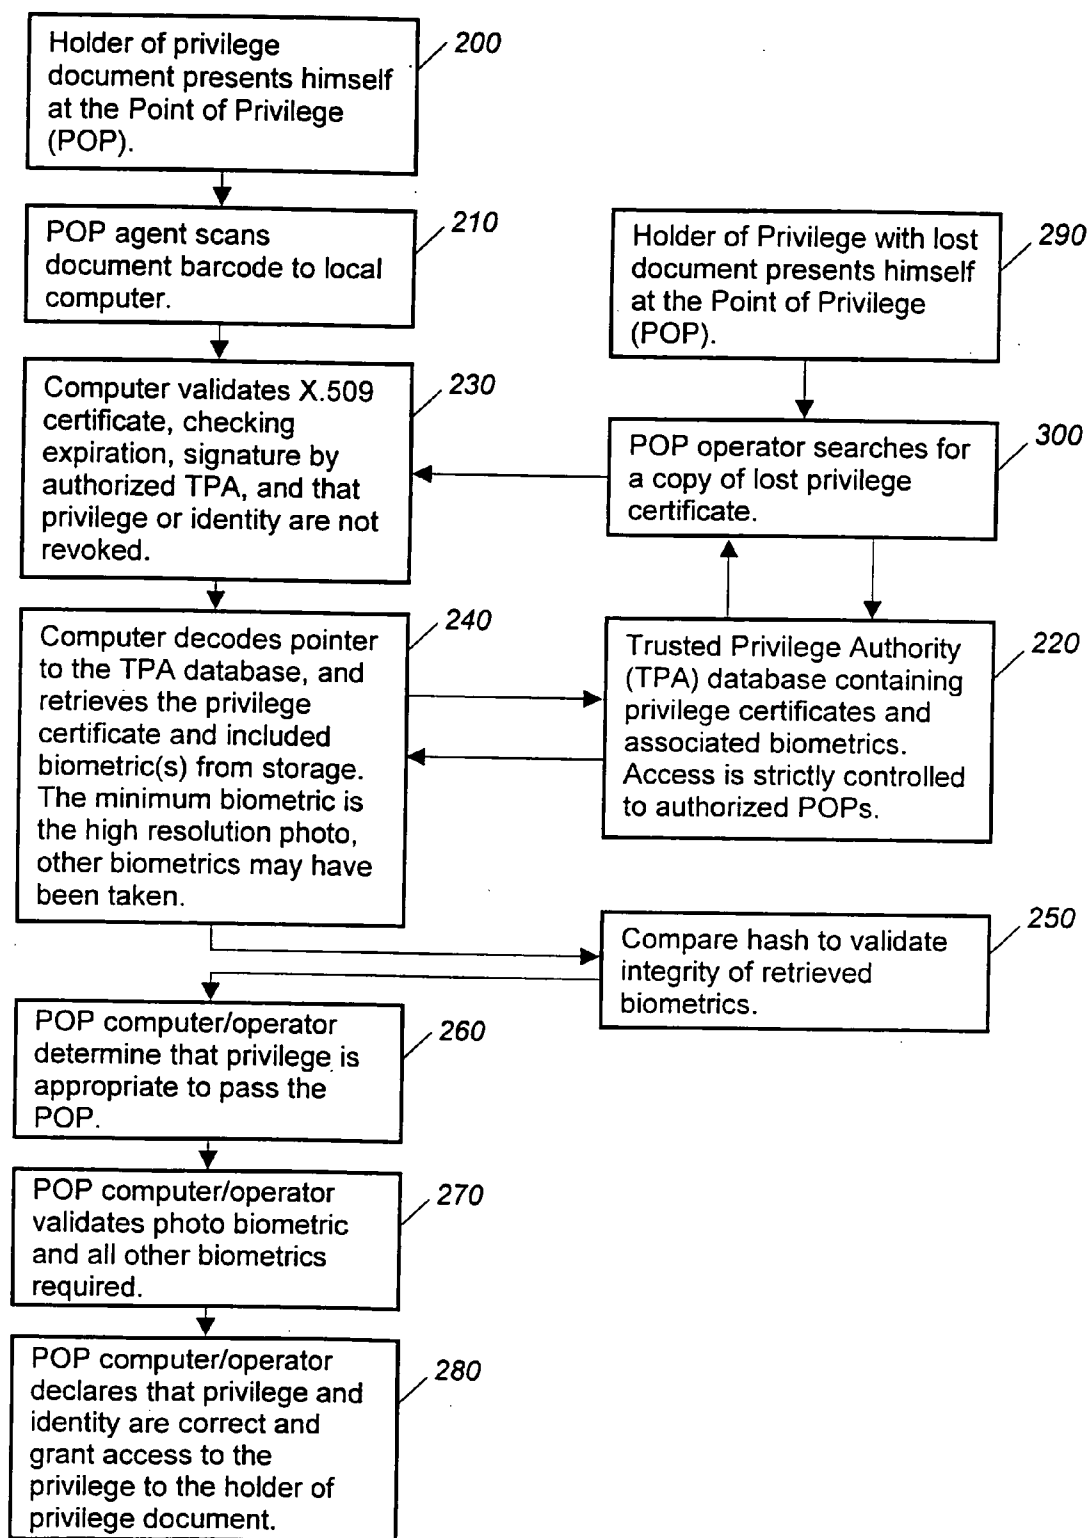 Holder of privilege
document presents himself
at the Point of Privilege
(POP).
200
POP agent scans
document barcode to local
computer.
210
Holder of Privilege with lost
document presents himself
at the Point of Privilege
(POP).
290
Computer validates X.509
certificate, checking
expiration, signature by
authorized TPA, and that
privilege or identity are not
revoked.
230
POP operator searches for
a copy of lost privilege
certificate.
300
Computer decodes pointer
to the TPA database, and
retrieves the privilege
certificate and included
biometric(s) from storage.
The minimum biometric is
the high resolution photo,
other biometrics may have
been taken.
240
Trusted Privilege Authority
(TPA) database containing
privilege certificates and
associated biometrics.
Access is strictly controlled
to authorized POPs.
220
Compare hash to validate
integrity of retrieved
biometrics.
250
POP computer/operator
determine that privilege is
appropriate to pass the
POP.
260
POP computer/operator
validates photo biometric
and all other biometrics
required.
270
POP computer/operator
declares that privilege and
identity are correct and
grant access to the
privilege to the holder of
privilege document.
280